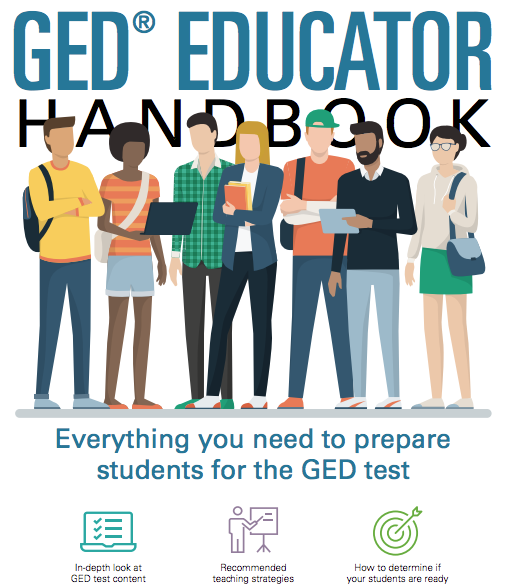 GED® EDUCATOR
HANDBOOK
Everything you need to prepare
students for the GED test
In-depth look at
GED test content
Recommended
teaching strategies
How to determine if
your students are ready